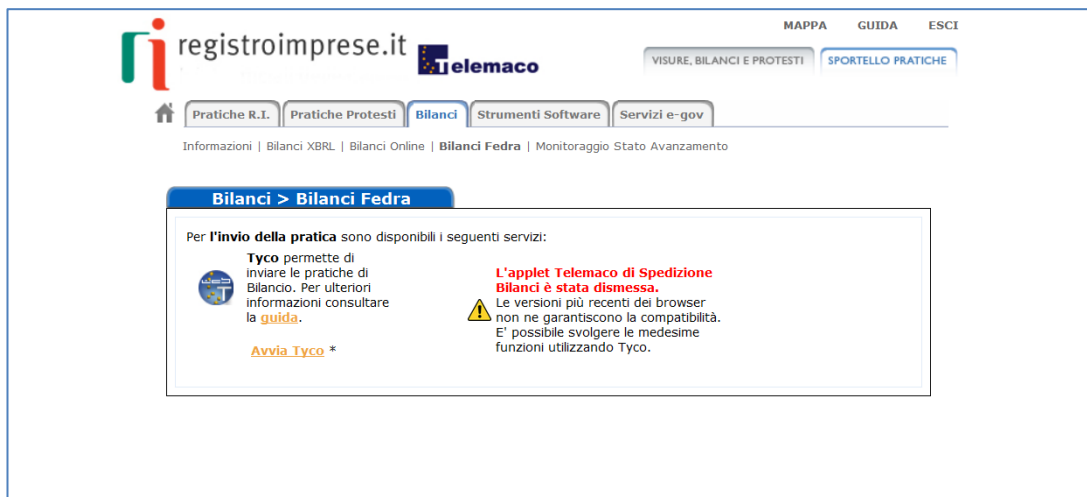 MAPPA GUIDA ESCI
registroimprese.it
Telemaco
VISURE, BILANCI E PROTESTI
SPORTELLO PRATICHE
Pratiche R.I. Pratiche Protesti Bilanci Strumenti Software Servizi e-gov
Informazioni | Bilanci XBRL | Bilanci Online | Bilanci Fedra | Monitoraggio Stato Avanzamento
Bilanci > Bilanci Fedra
Per l'invio della pratica sono disponibili i seguenti servizi:
Tyco permette di
inviare le pratiche di
Bilancio. Per ulteriori
informazioni consultare
la guida.
Avvia Tyco *
L'applet Telemaco di Spedizione
Bilanci è stata dismessa.
Le versioni più recenti dei browser
non ne garantiscono la compatibilità.
E' possibile svolgere le medesime
funzioni utilizzando Tyco.